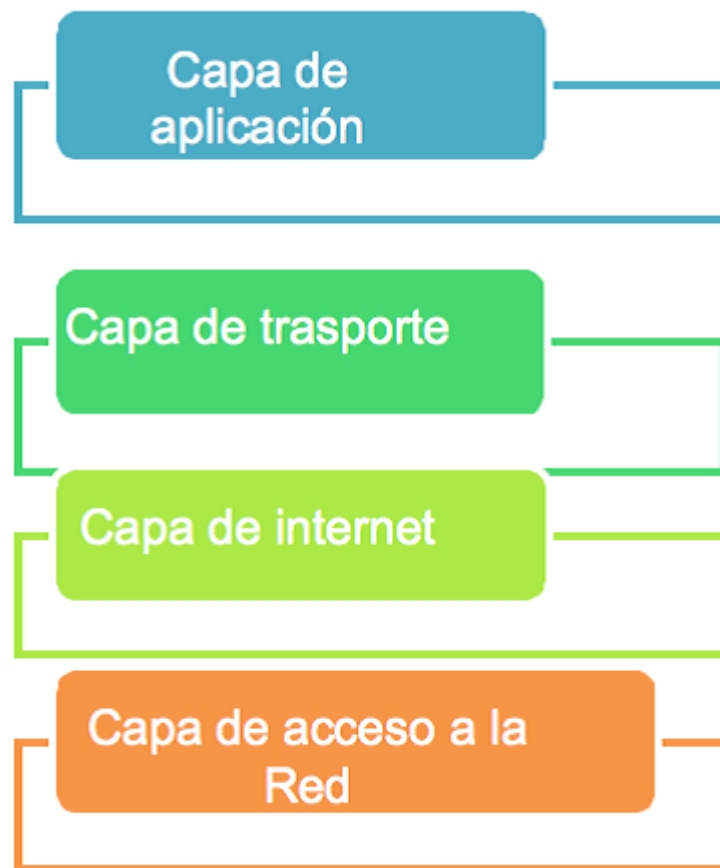 Capa de
aplicación
Capa de trasporte
Capa de internet
Capa de acceso a la
Red